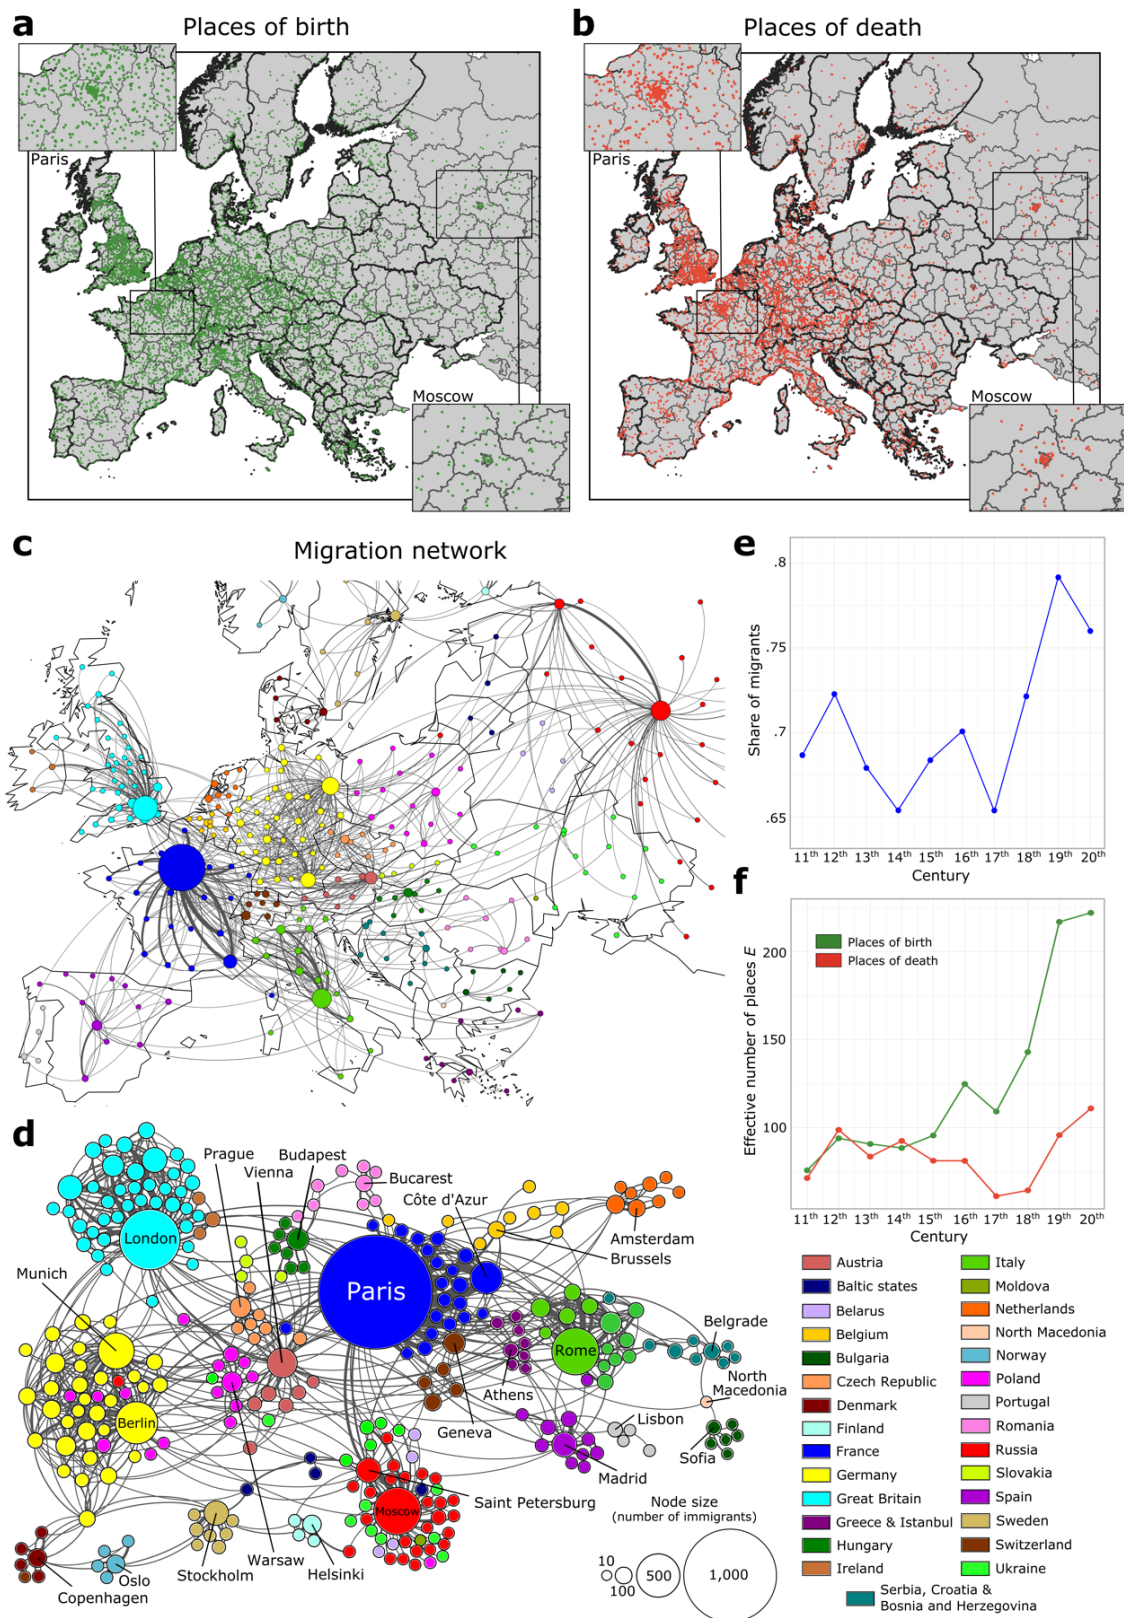 a
Places of birth
Paris
Moscow
b
Places of death
Paris
Moscow
c
Migration network
d
Prague
Vienna
Budapest
Bucarest
Côte d'Azur
London
Munich
Paris
Amsterdam
Brussels
Rome
Belgrade
North
Macedonia
Berlin
Athens
Geneva
Lisbon
Sofia
Madrid
Moscow
Saint Petersburg
Copenhagen
Oslo
Stockholm
Warsaw
Helsinki
Node size
(number of immigrants)
10
100
500
1,000
e
Share of migrants
.8
.75
.7
.65
11th 12th 13th 14th 15th 16th 17th 18th 19th 20th
Century
f
Effective number of places E
200
150
100
Places of birth
Places of death
11th 12th 13th 14th 15th 16th 17th 18th 19th 20th
Century
Austria
Baltic states
Belarus
Belgium
Bulgaria
Czech Republic
Denmark
Finland
France
Germany
Great Britain
Greece & Istanbul
Hungary
Ireland
Italy
Moldova
Netherlands
North Macedonia
Norway
Poland
Portugal
Romania
Russia
Slovakia
Spain
Sweden
Switzerland
Ukraine
Serbia, Croatia &
Bosnia and Herzegovina